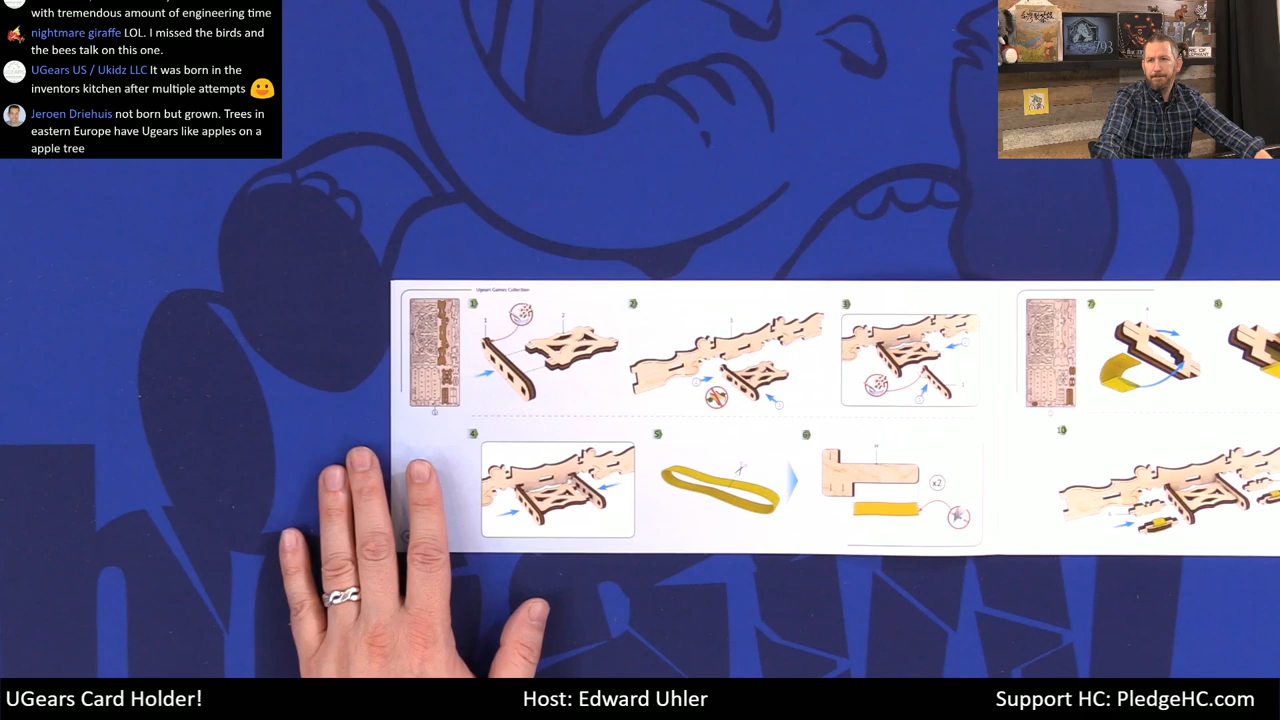 with tremendous amount of engineering time
nightmare giraffe LOL. I missed the birds and
the bees talk on this one.
UGears US / Ukidz LLC It was born in the
inventors kitchen after multiple attempts
Jeroen Driehuis not born but grown. Trees in
eastern Europe have Ugears like apples on a
apple tree
Ugears Games Collection
1
2
3
7
8
1
2
3
4
5
6
10
x2
UGears Card Holder!
Host: Edward Uhler
Support HC: PledgeHC.com